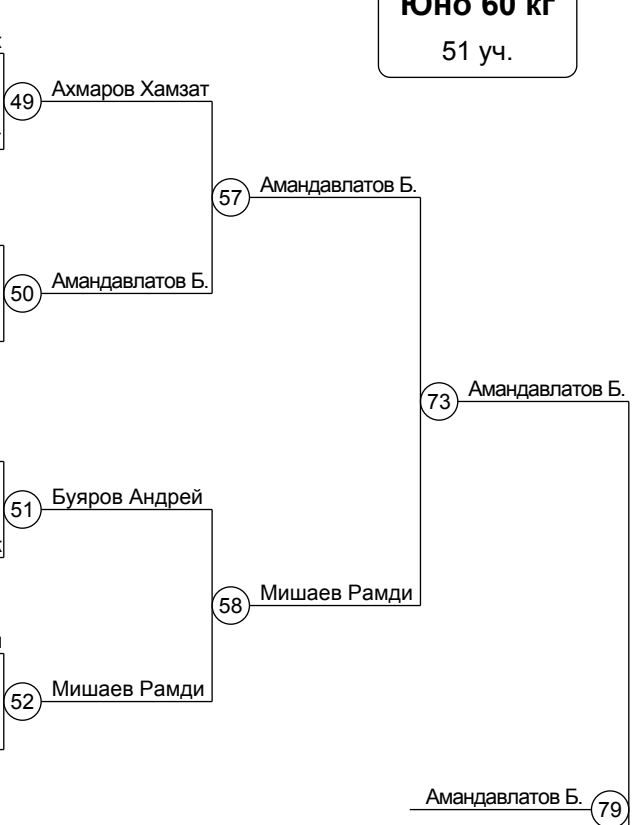 Юно 60 кг
51 уч.
49 Ахмаров Хамзат
57 Амандавлатов Б.
50 Амандавлатов Б.
73 Амандавлатов Б.
51 Буяров Андрей
58 Мишаев Рамди
52 Мишаев Рамди
Амандавлатов Б. 79